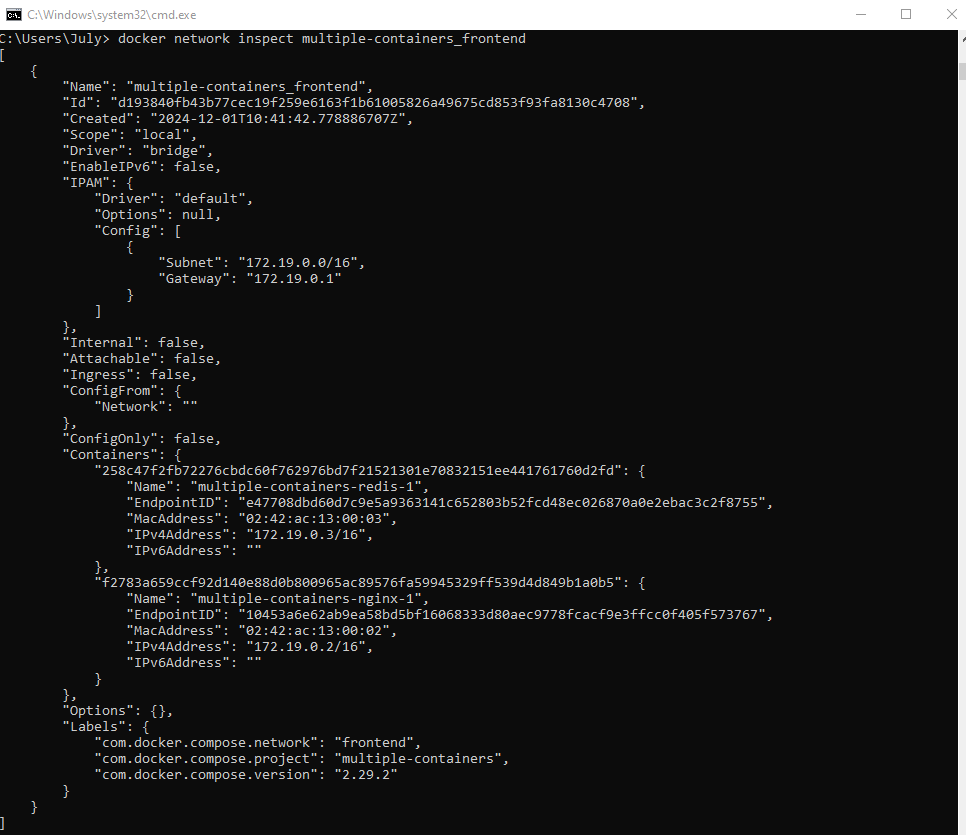 C:\Windows\system32\cmd.exe
C:\Users\July> docker network inspect multiple-containers_frontend
[
    {
        "Name": "multiple-containers_frontend",
        "Id": "d193840fb43b77cec19f259e6163f1b61005826a49675cd853f93fa8130c4708",
        "Created": "2024-12-01T10:41:42.778886707Z",
        "Scope": "local",
        "Driver": "bridge",
        "EnableIPv6": false,
        "IPAM": {
            "Driver": "default",
            "Options": null,
            "Config": [
                {
                    "Subnet": "172.19.0.0/16",
                    "Gateway": "172.19.0.1"
                }
            ]
        },
        "Internal": false,
        "Attachable": false,
        "Ingress": false,
        "ConfigFrom": {
            "Network": ""
        },
        "ConfigOnly": false,
        "Containers": {
            "258c47f2fb72276cbdc60f762976bd7f21521301e70832151ee441761760d2fd": {
                "Name": "multiple-containers-redis-1",
                "EndpointID": "e47708dbd60d7c9e5a9363141c652803b52fcd48ec026870a0e2ebac3c2f8755",
                "MacAddress": "02:42:ac:13:00:03",
                "IPv4Address": "172.19.0.3/16",
                "IPv6Address": ""
            },
            "f2783a659ccf92d140e88d0b800965ac89576fa59945329ff539d4d849b1a0b5": {
                "Name": "multiple-containers-nginx-1",
                "EndpointID": "10453a6e62ab9ea58bd5bf16068333d80aec9778fcacf9e3ffcc0f405f573767",
                "MacAddress": "02:42:ac:13:00:02",
                "IPv4Address": "172.19.0.2/16",
                "IPv6Address": ""
            }
        },
        "Options": {},
        "Labels": {
            "com.docker.compose.network": "frontend",
            "com.docker.compose.project": "multiple-containers",
            "com.docker.compose.version": "2.29.2"
        }
    }
]